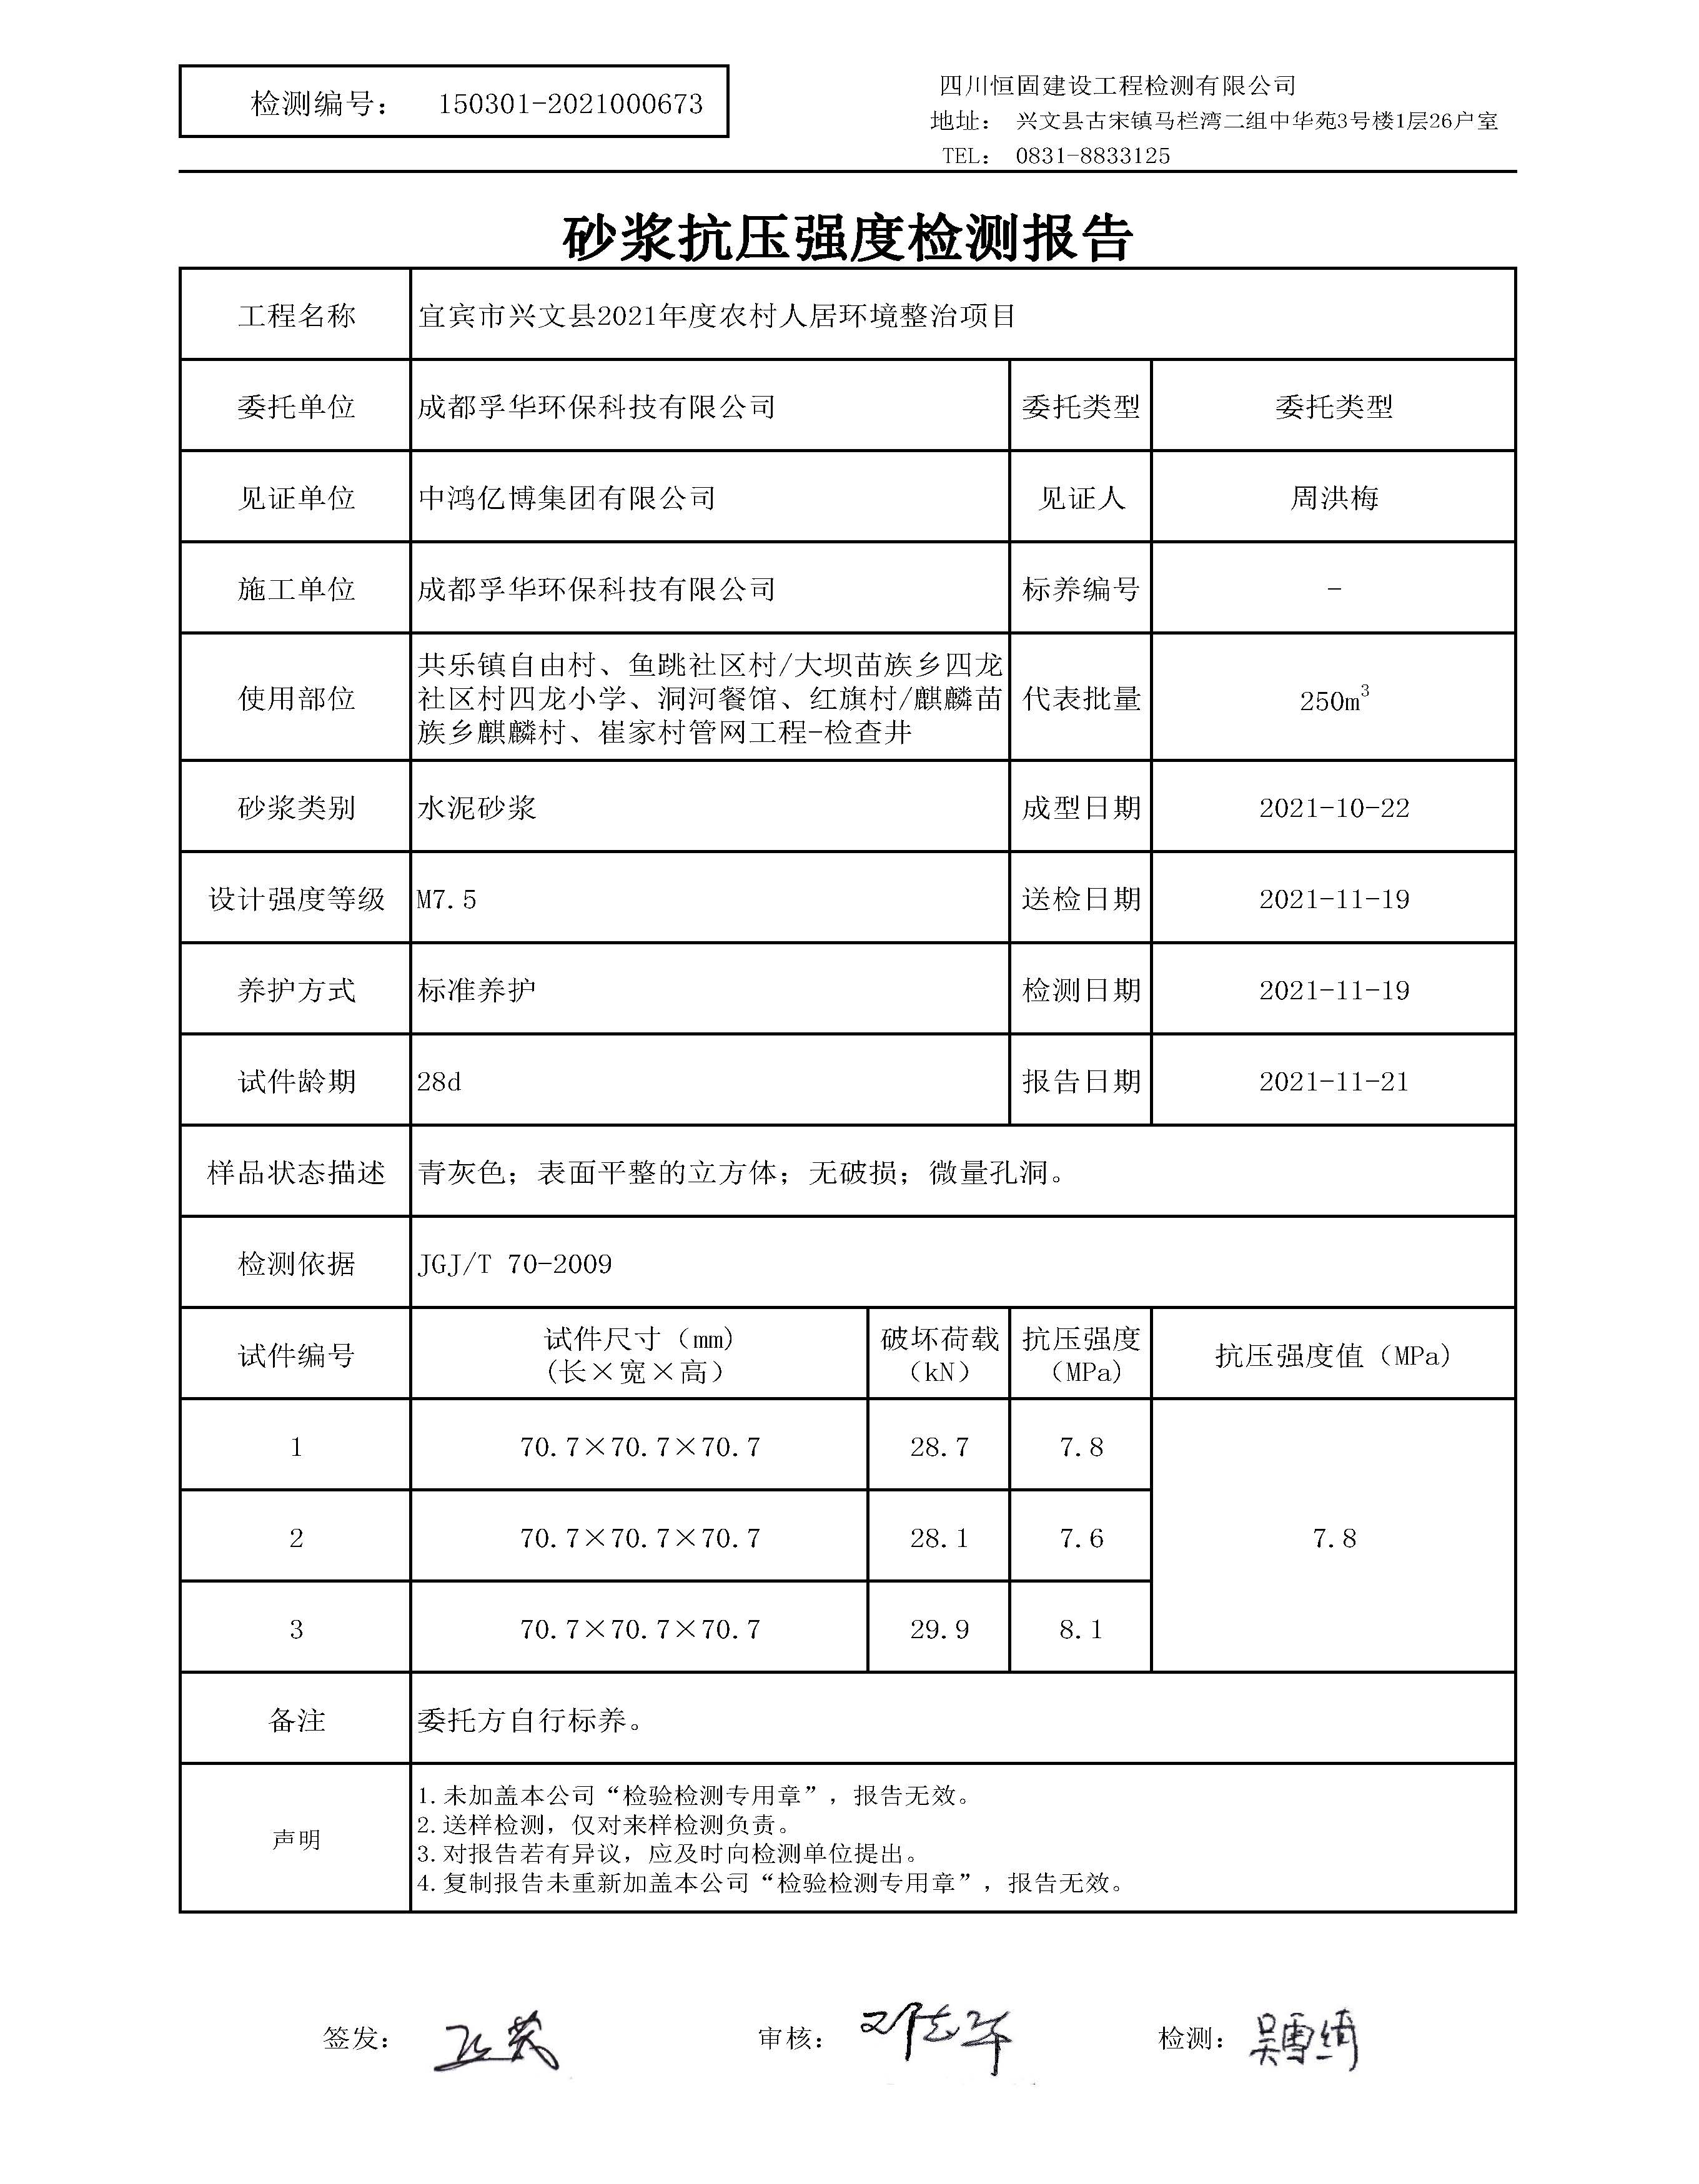 检测编号： 150301-2021000673
四川恒固建设工程检测有限公司
地址： 兴文县古宋镇马栏湾二组中华苑3号楼1层26户室
TEL： 0831-8833125
砂浆抗压强度检测报告
工程名称 宜宾市兴文县2021年度农村人居环境整治项目
委托单位 成都孚华环保科技有限公司 委托类型 委托类型
见证单位 中鸿亿博集团有限公司 见证人 周洪梅
施工单位 成都孚华环保科技有限公司 标养编号 -
使用部位 共乐镇自由村、鱼跳社区村/大坝苗族乡四龙
社区村四龙小学、洞河餐馆、红旗村/麒麟苗
族乡麒麟村、崔家村管网工程-检查井 代表批量 250m³
砂浆类别 水泥砂浆 成型日期 2021-10-22
设计强度等级 M7.5 送检日期 2021-11-19
养护方式 标准养护 检测日期 2021-11-19
试件龄期 28d 报告日期 2021-11-21
样品状态描述 青灰色；表面平整的立方体；无破损；微量孔洞。
检测依据 JGJ/T 70-2009
试件编号 试件尺寸（mm)
(长×宽×高） 破坏荷载
（kN） 抗压强度
（MPa) 抗压强度值（MPa)
1 70.7×70.7×70.7 28.7 7.8
2 70.7×70.7×70.7 28.1 7.6 7.8
3 70.7×70.7×70.7 29.9 8.1
备注 委托方自行标养。
声明 1.未加盖本公司“检验检测专用章”，报告无效。
2.送样检测，仅对来样检测负责。
3.对报告若有异议，应及时向检测单位提出。
4.复制报告未重新加盖本公司“检验检测专用章”，报告无效。
签发： 审核： 检测：吴雪绮